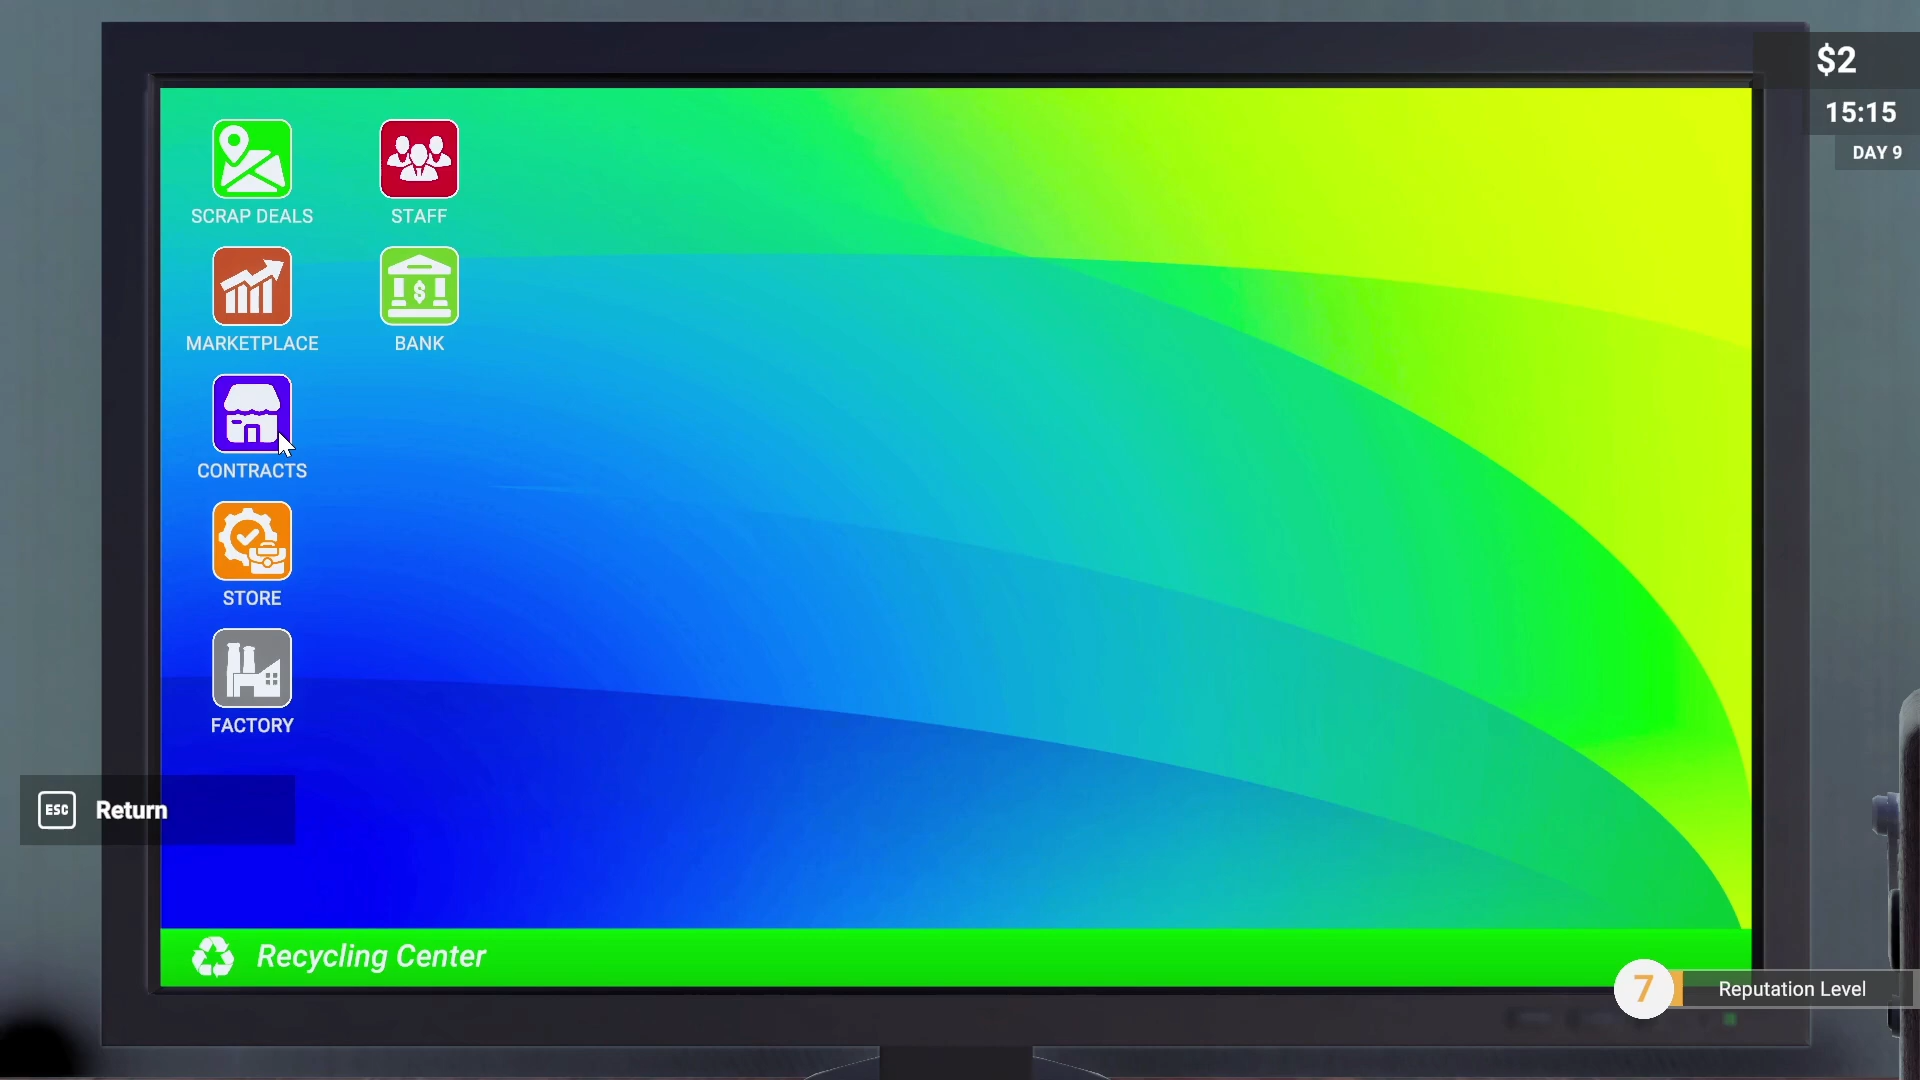 $2
15:15
DAY 9
SCRAP DEALS
STAFF
MARKETPLACE
BANK
$
CONTRACTS
STORE
FACTORY
ESC Return
Recycling Center
7 Reputation Level